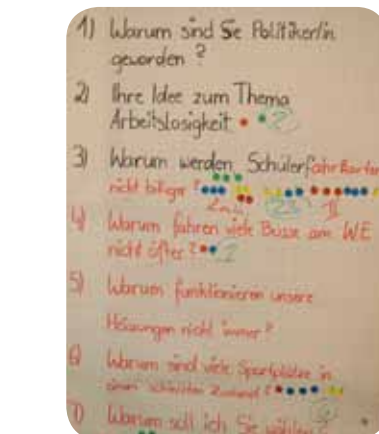 1) Warum sind Sie Politiker/in
geworden ?
2) Ihre Idee zum Thema
Arbeitslosigkeit
3) Warum werden Schülerfahrkarten
nicht billiger ?
4) Warum fahren viele Busse am WE
nicht öfter ?
5) Warum funktionieren unsere
Heizungen nicht immer ?
6) Warum sind viele Sportplätze in
einem schlechten Zustand ?
7) Warum soll ich Sie wählen ?